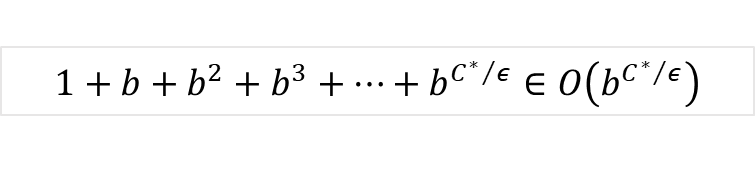 1 + b + b² + b³ + ⋯ + b^{C*/ϵ} ∈ O(b^{C*/ϵ})